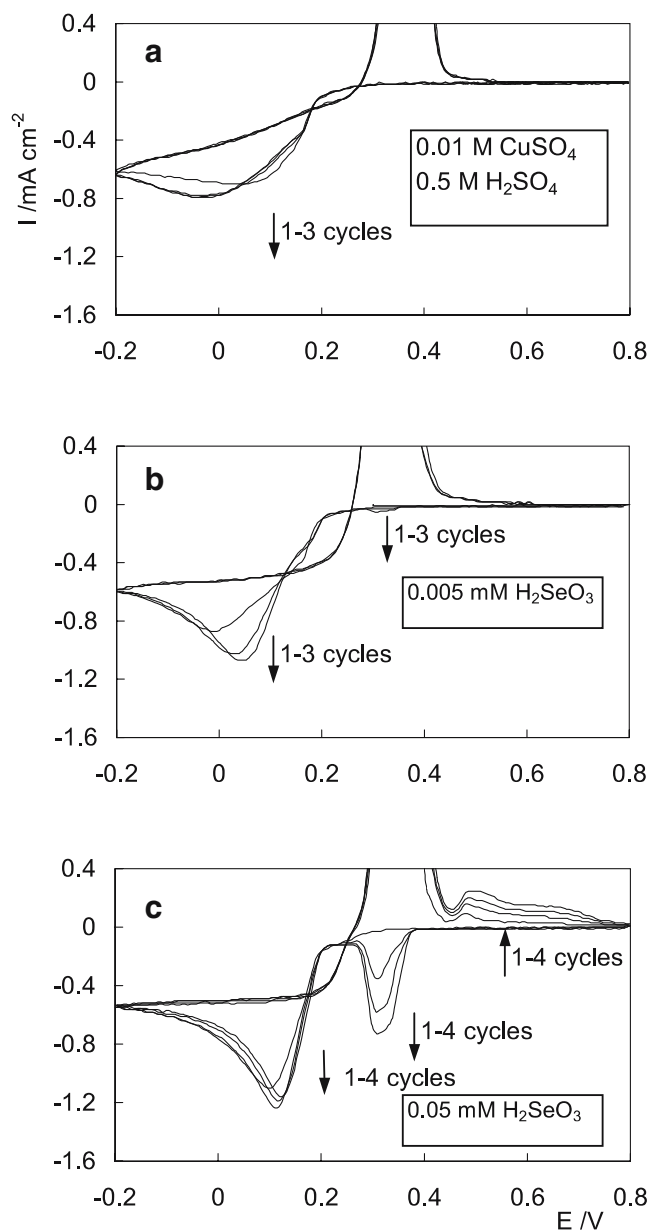 0.4
a
0
-0.4
0.01 M CuSO₄
0.5 M H₂SO₄
I /mA cm⁻²
-0.8
1-3 cycles
-1.2
-1.6
-0.2 0 0.2 0.4 0.6 0.8
0.4
b
0
1-3 cycles
-0.4
0.005 mM H₂SeO₃
-0.8
1-3 cycles
-1.2
-1.6
-0.2 0 0.2 0.4 0.6 0.8
0.4
c
0
1-4 cycles
-0.4
1-4 cycles
-0.8
1-4 cycles
-1.2
0.05 mM H₂SeO₃
-1.6
-0.2 0 0.2 0.4 0.6 0.8
E /V